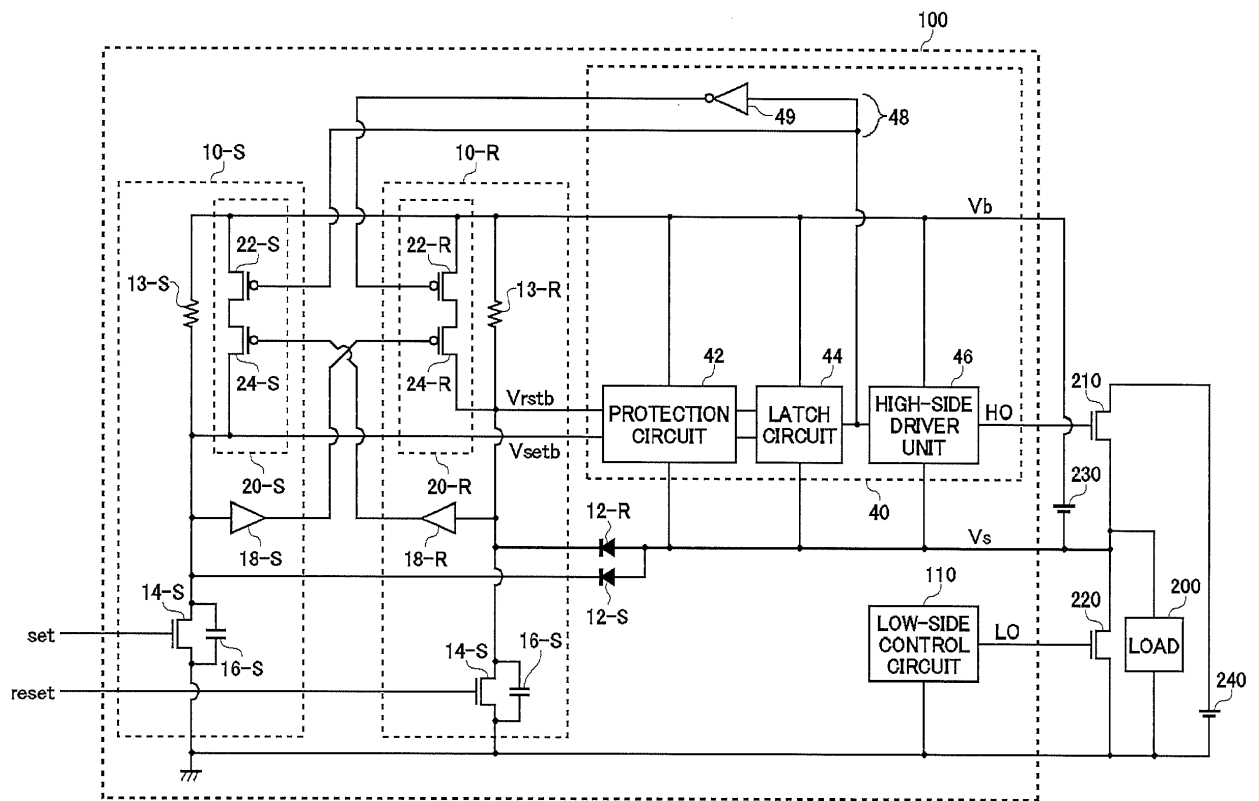 100
49
48
10-S
10-R
Vb
22-S
22-R
13-S
13-R
24-S
24-R
42
44
46
210
Vrstb
PROTECTION
CIRCUIT
LATCH
CIRCUIT
HIGH-SIDE
DRIVER
UNIT
HO
Vsetb
20-S
20-R
40
230
18-S
18-R
12-R
Vs
12-S
14-S
110
220
200
set
16-S
14-S
16-S
LOW-SIDE
CONTROL
CIRCUIT
LO
LOAD
reset
240